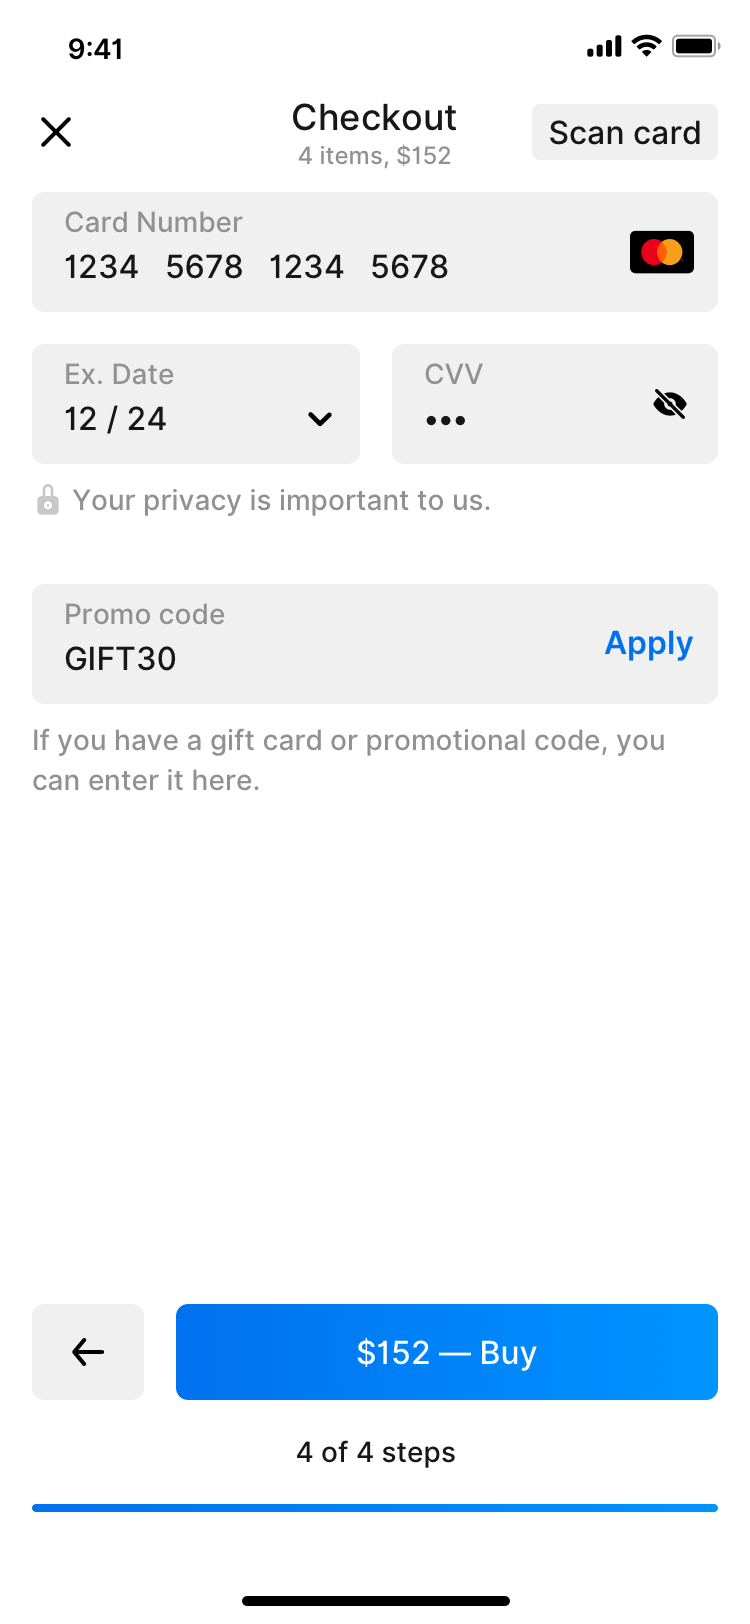 9:41
Checkout
4 items, $152
Scan card
Card Number
1234 5678 1234 5678
Ex. Date
12 / 24
CVV
•••
Your privacy is important to us.
Promo code
GIFT30
Apply
If you have a gift card or promotional code, you
can enter it here.
$152 — Buy
4 of 4 steps